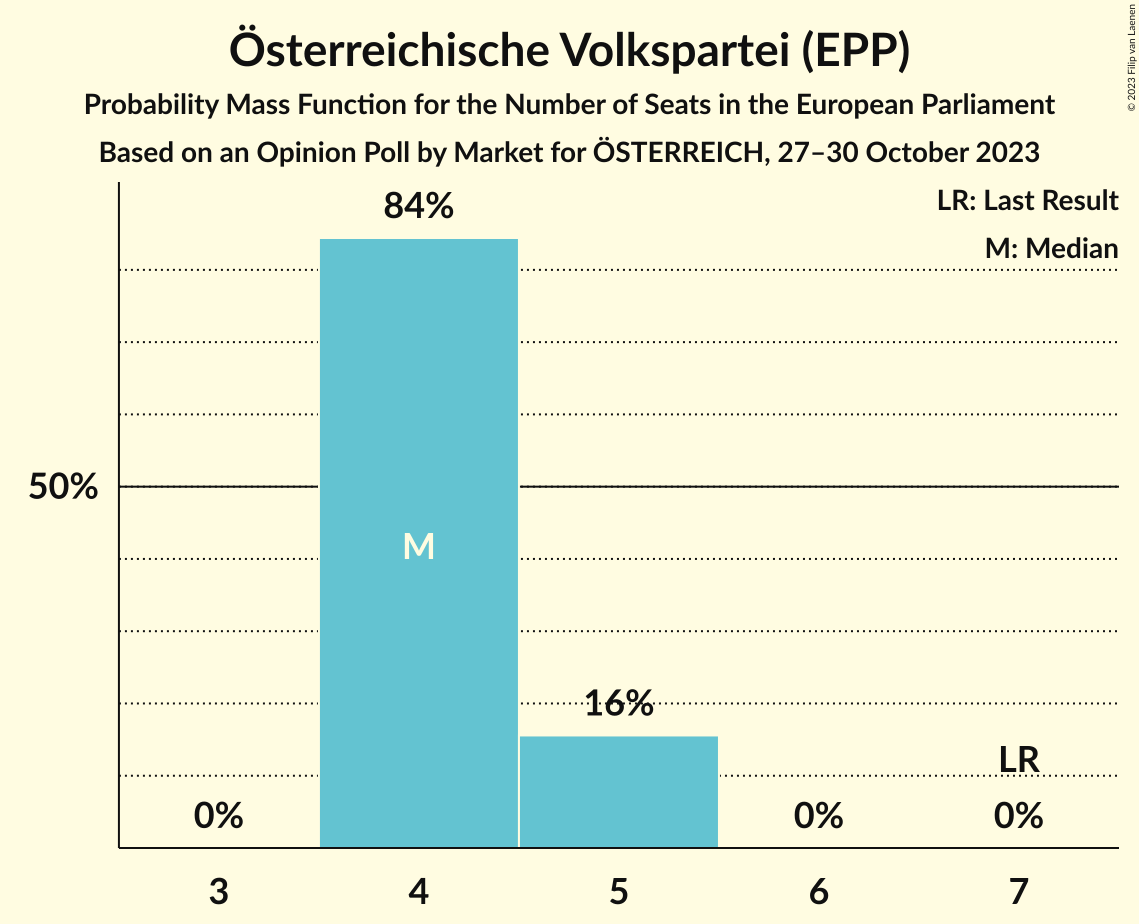 Österreichische Volkspartei (EPP)
Probability Mass Function for the Number of Seats in the European Parliament
Based on an Opinion Poll by Market for ÖSTERREICH, 27–30 October 2023
© 2023 Filip van Laenen
LR: Last Result
M: Median
84%
50%
M
16%
LR
0%
0%
0%
3
4
5
6
7